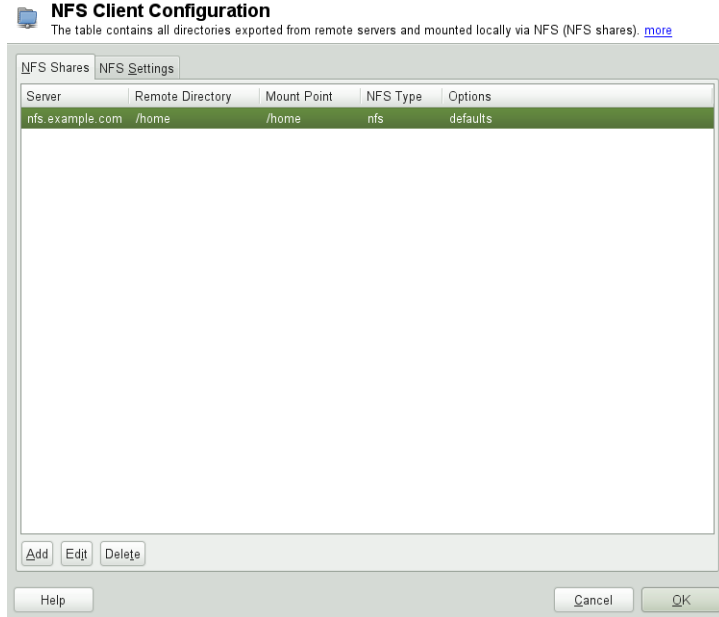 NFS Client Configuration
The table contains all directories exported from remote servers and mounted locally via NFS (NFS shares). more
NFS Shares NFS Settings
Server Remote Directory Mount Point NFS Type Options
nfs.example.com /home /home nfs defaults
Add Edit Delete
Help Cancel OK